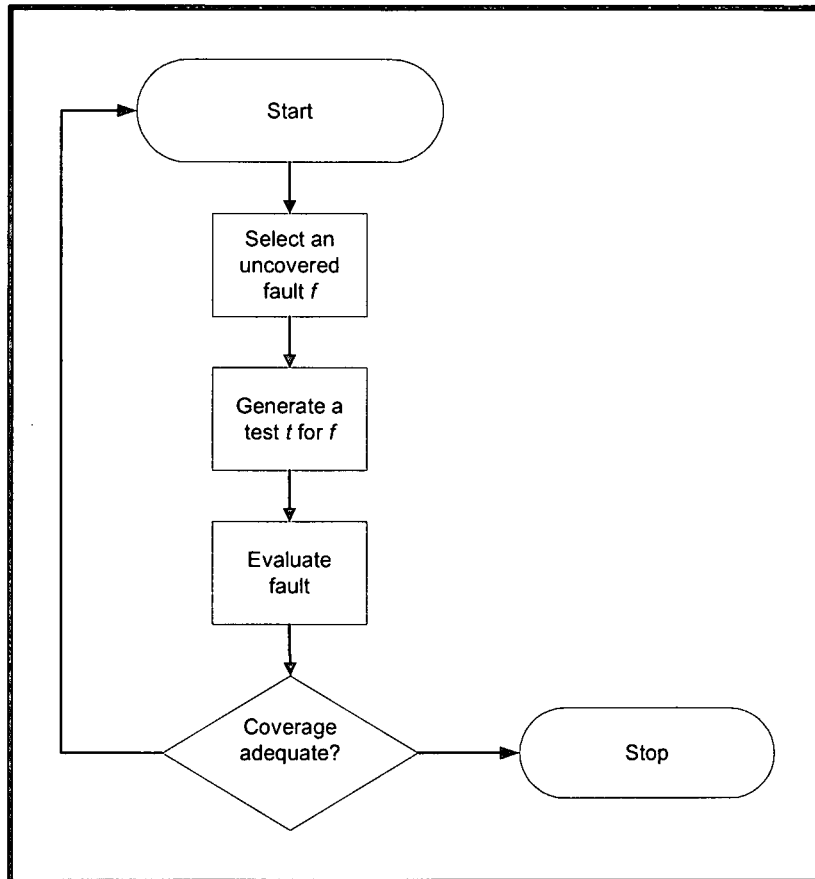 Start
Select an
uncovered
fault f
Generate a
test t for f
Evaluate
fault
Coverage
adequate?
Stop